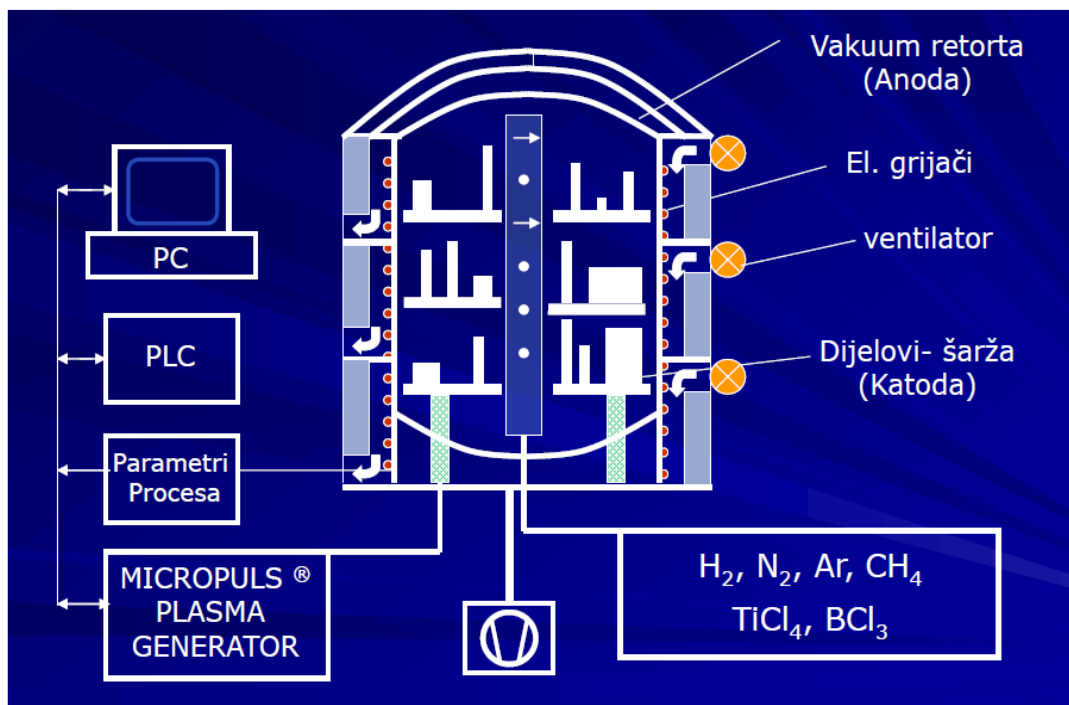 Vakuum retorta
(Anoda)
El. grijači
ventilator
Dijelovi- šarža
(Katoda)
PC
PLC
Parametri
Procesa
MICROPULS ®
PLASMA
GENERATOR
H₂, N₂, Ar, CH₄
TiCl₄, BCl₃